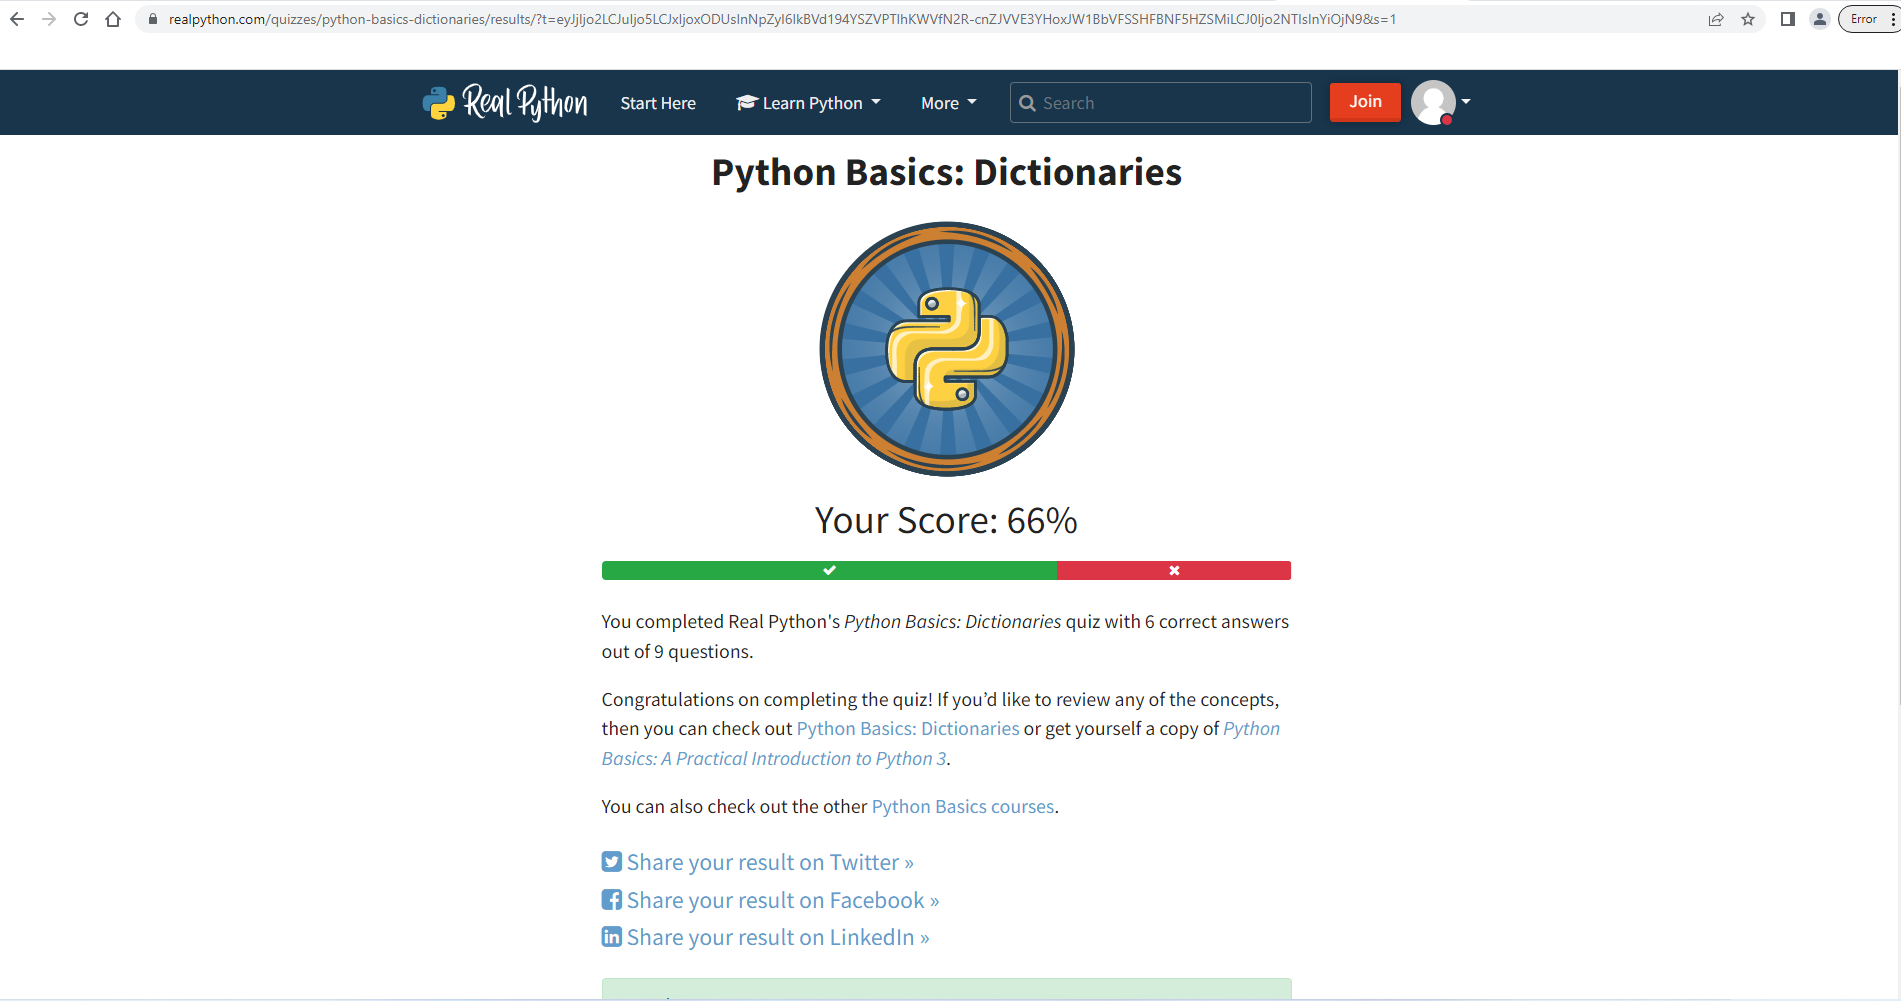 realpython.com/quizzes/python-basics-dictionaries/results/?t=
Error
Real Python
Start Here
Learn Python
More
Search
Join
Python Basics: Dictionaries
Your Score: 66%
You completed Real Python's Python Basics: Dictionaries quiz with 6 correct answers
out of 9 questions.
Congratulations on completing the quiz! If you’d like to review any of the concepts,
then you can check out Python Basics: Dictionaries or get yourself a copy of Python
Basics: A Practical Introduction to Python 3.
You can also check out the other Python Basics courses.
Share your result on Twitter »
Share your result on Facebook »
Share your result on LinkedIn »